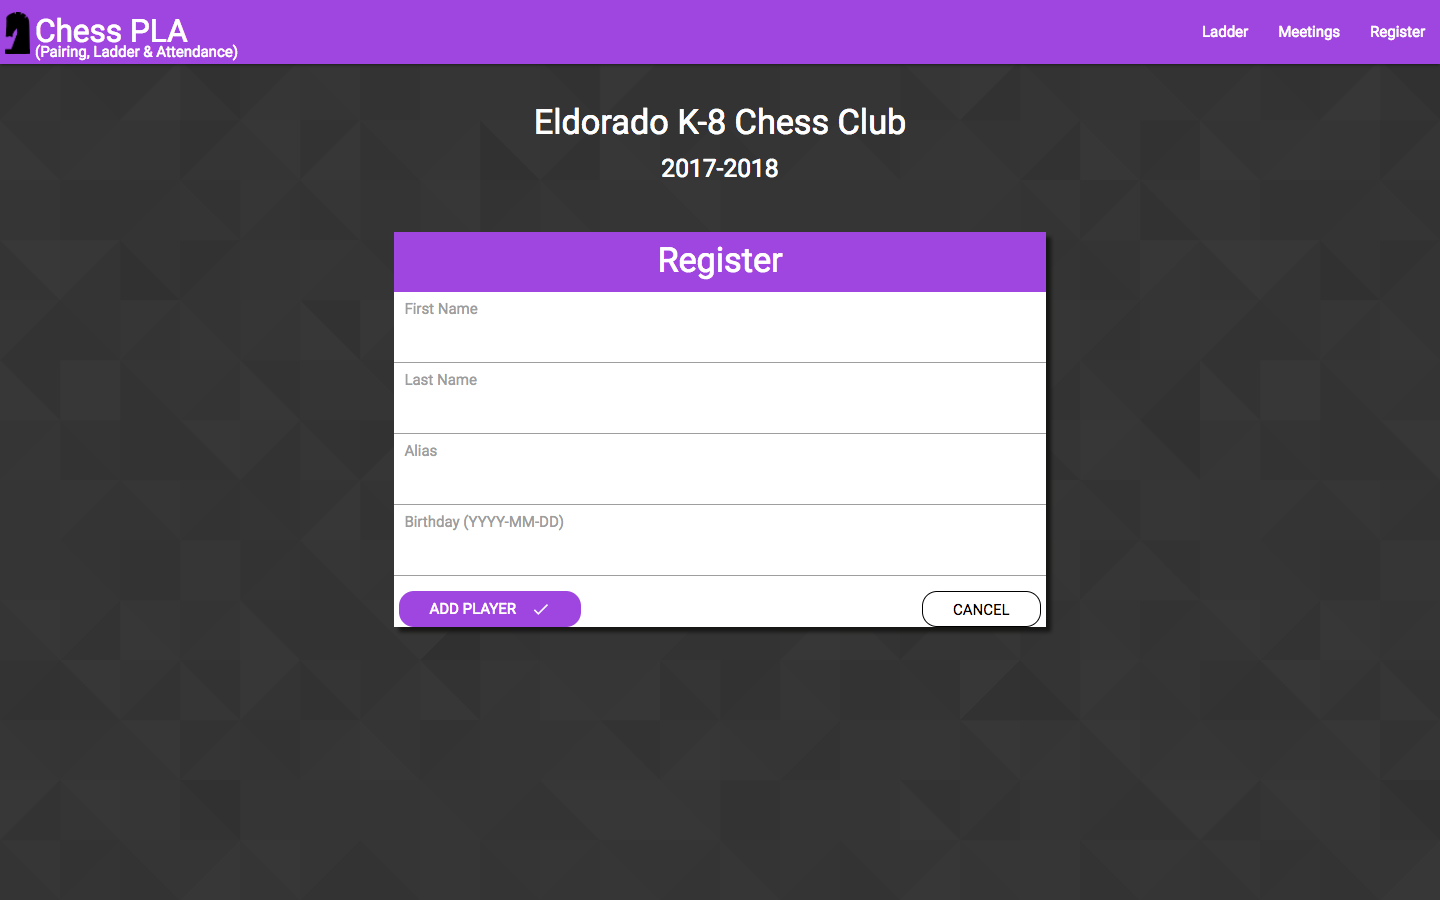 Chess PLA
(Pairing, Ladder & Attendance)
Ladder Meetings Register
Eldorado K-8 Chess Club
2017-2018
Register
First Name
Last Name
Alias
Birthday (YYYY-MM-DD)
ADD PLAYER CANCEL